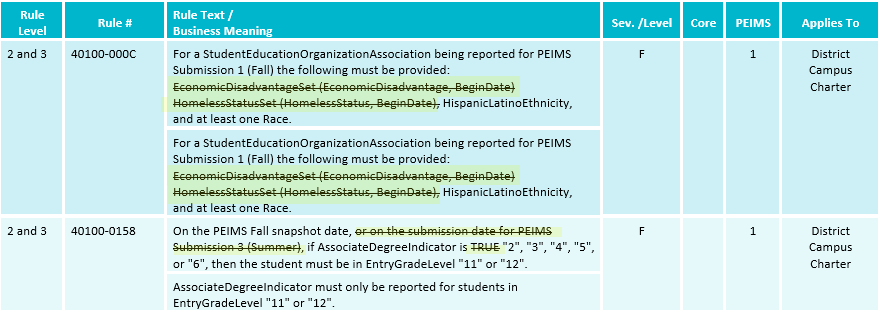 Rule Level
Rule #
Rule Text /
Business Meaning
Sev. /Level
Core
PEIMS
Applies To
2 and 3
40100-000C
For a StudentEducationOrganizationAssociation being reported for PEIMS
Submission 1 (Fall) the following must be provided:
EconomicDisadvantageSet (EconomicDisadvantage, BeginDate)
HomelessStatusSet (HomelessStatus, BeginDate), HispanicLatinoEthnicity,
and at least one Race.
F
1
District
Campus
Charter
For a StudentEducationOrganizationAssociation being reported for PEIMS
Submission 1 (Fall) the following must be provided:
EconomicDisadvantageSet (EconomicDisadvantage, BeginDate)
HomelessStatusSet (HomelessStatus, BeginDate), HispanicLatinoEthnicity,
and at least one Race.
2 and 3
40100-0158
On the PEIMS Fall snapshot date, or on the submission date for PEIMS
Submission 3 (Summer), if AssociateDegreeIndicator is TRUE "2", "3", "4", "5",
or "6", then the student must be in EntryGradeLevel "11" or "12".
F
1
District
Campus
Charter
AssociateDegreeIndicator must only be reported for students in
EntryGradeLevel "11" or "12".